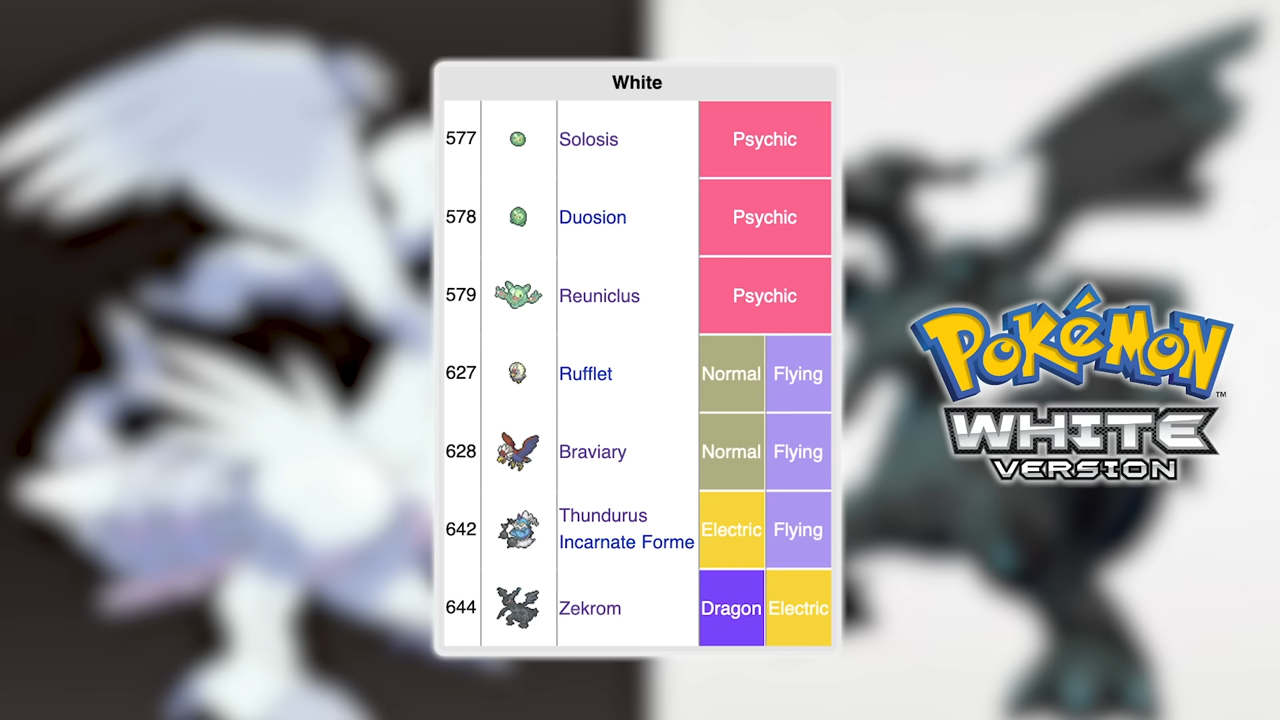 White
577 Solosis Psychic
578 Duosion Psychic
579 Reuniclus Psychic
627 Rufflet Normal Flying
628 Braviary Normal Flying
642 Thundurus Electric Flying
Incarnate Forme
644 Zekrom Dragon Electric
POKéMON
TM
WHITE
VERSION